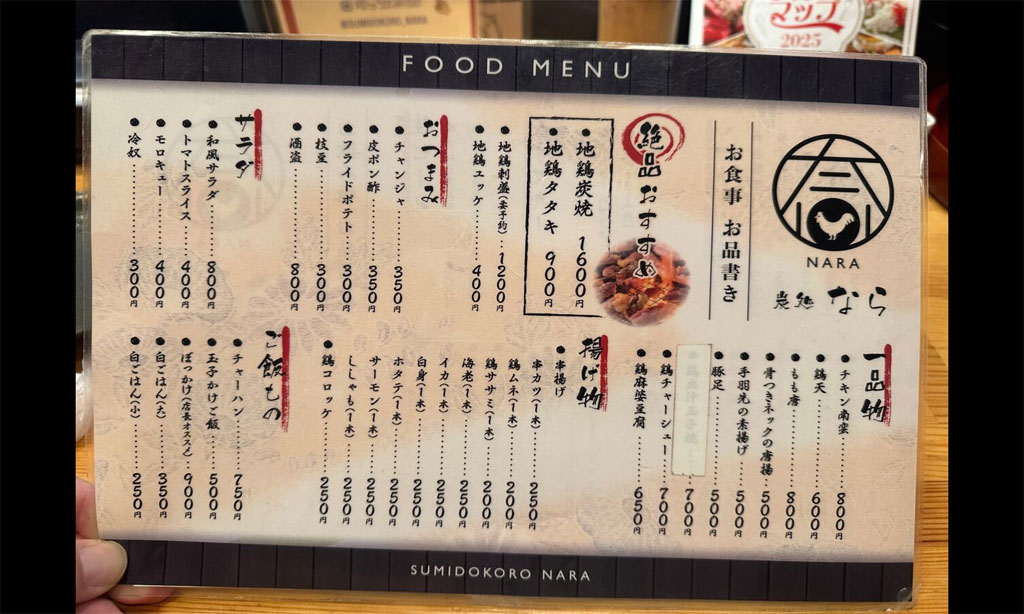 @SUMIDOKORO_NARA
マップ
2025
FOOD MENU
NARA
炭処 なら
お食事 お品書き
絶品おすすめ
地鶏炭焼 1600円
地鶏タタキ 900円
地鶏刺盛(要予約) 1200円
地鶏ユッケ 400円
おつまみ
チャンジャ 350円
皮ポン酢 350円
フライドポテト 300円
枝豆 300円
酒盗 800円
サラダ
和風サラダ 800円
トマトスライス 400円
モロキュー 400円
冷奴 300円
一品物
チキン南蛮 800円
鶏天 600円
もも唐 800円
骨つきネックの唐揚 500円
手羽先の素揚げ 500円
豚足 500円
700円
鶏チャーシュー 700円
鶏麻婆豆腐 650円
揚げ物
串揚げ
串カツ(1本) 250円
鶏ムネ(1本) 200円
鶏ササミ(1本) 200円
海老(1本) 250円
イカ(1本) 250円
白身(1本) 250円
ホタテ(1本) 250円
サーモン(1本) 250円
ししゃも(1本) 250円
鶏コロッケ 250円
ご飯もの
チャーハン 750円
玉子かけご飯 500円
ぼっかけ(店長オススメ) 900円
白ごはん(大) 350円
白ごはん(小) 250円
SUMIDOKORO NARA